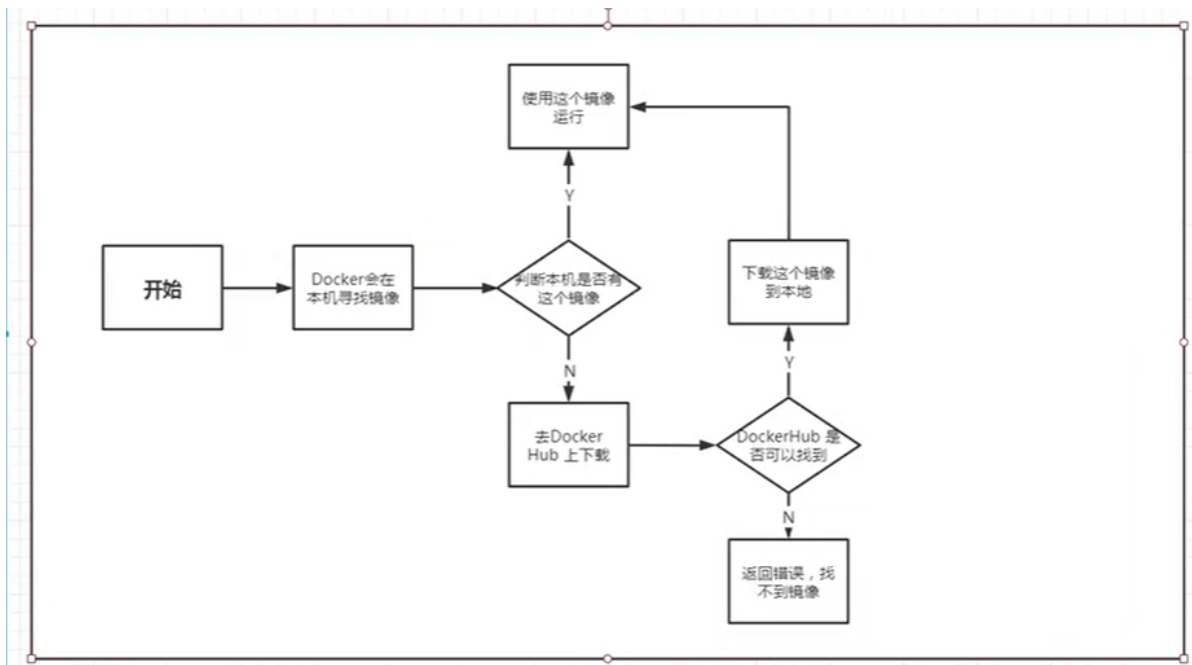 使用这个镜像
运行
Y
开始
Docker会在
本机寻找镜像
判断本机是否有
这个镜像
下载这个镜像
到本地
N
Y
去Docker
Hub 上下载
DockerHub 是
否可以找到
N
返回错误，找
不到镜像